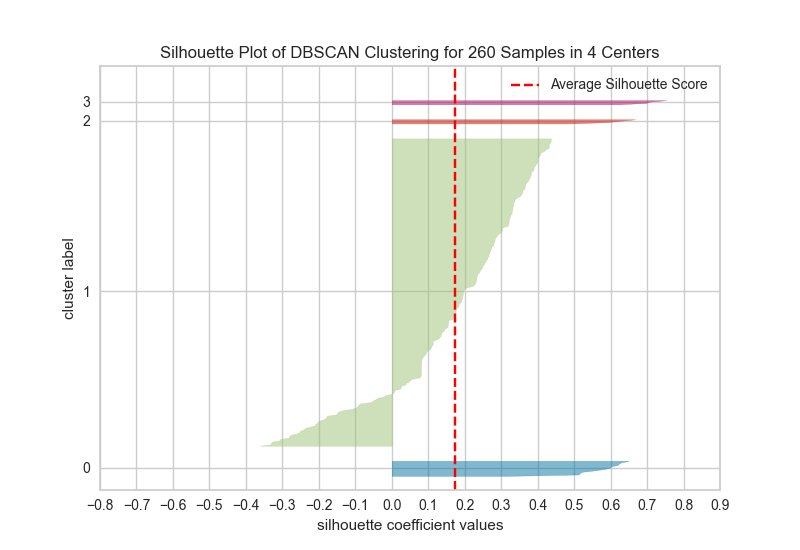 Silhouette Plot of DBSCAN Clustering for 260 Samples in 4 Centers
Average Silhouette Score
3
2
1
0
cluster label
−0.8 −0.7 −0.6 −0.5 −0.4 −0.3 −0.2 −0.1 0.0 0.1 0.2 0.3 0.4 0.5 0.6 0.7 0.8 0.9
silhouette coefficient values